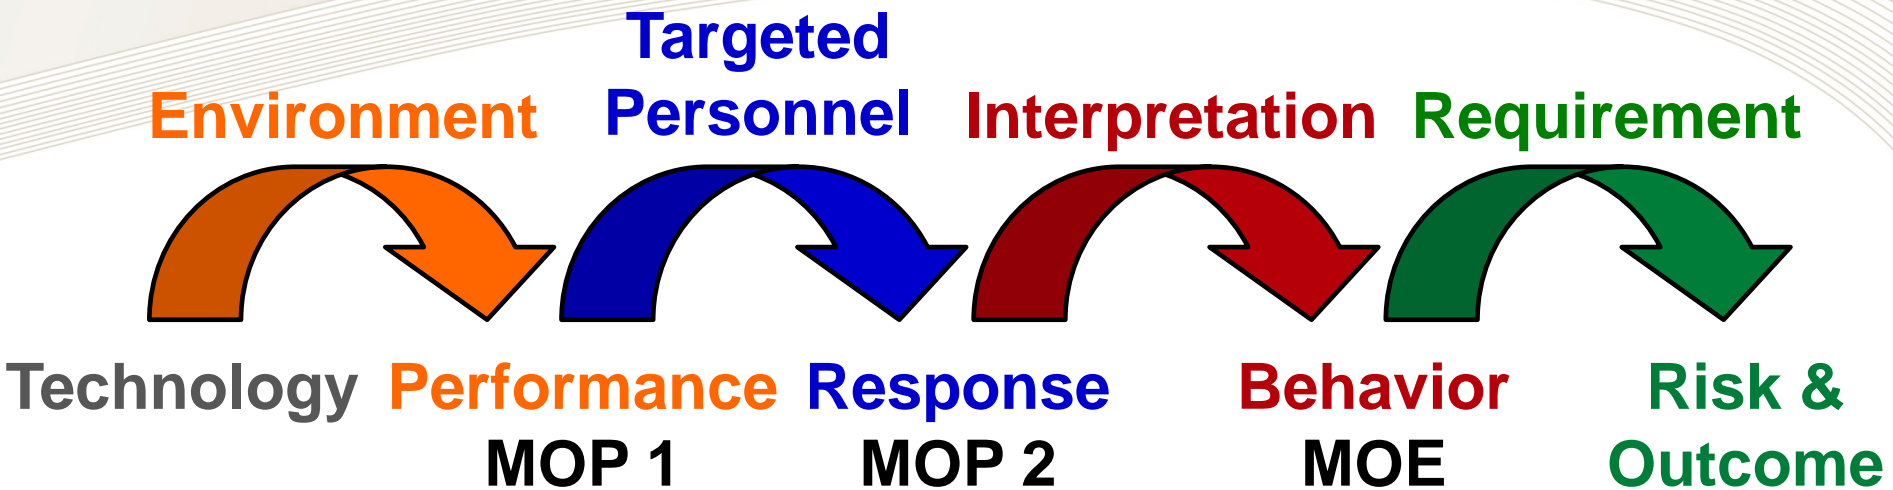 Targeted
Environment Personnel Interpretation Requirement
Technology Performance Response Behavior Risk &
MOP 1 MOP 2 MOE Outcome